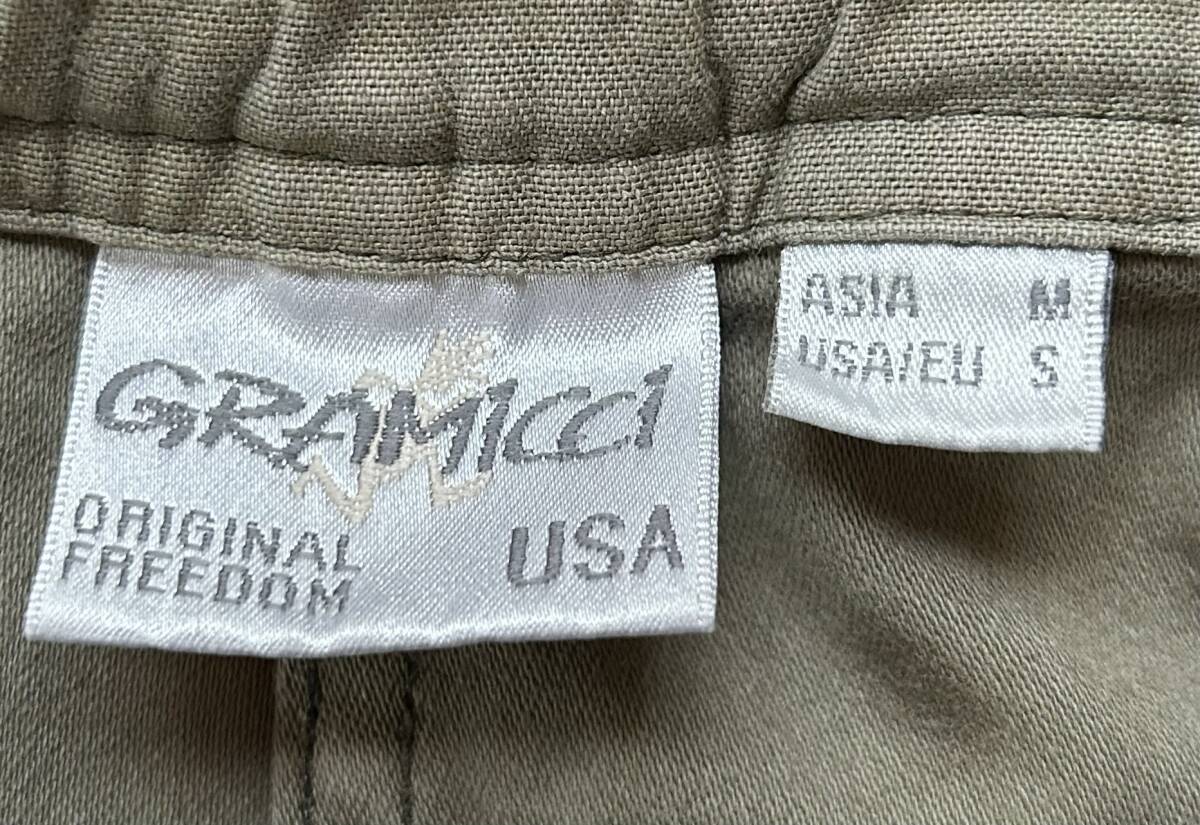 GRAMICCI
ORIGINAL
FREEDOM
USA
ASIA M
USA/EU S